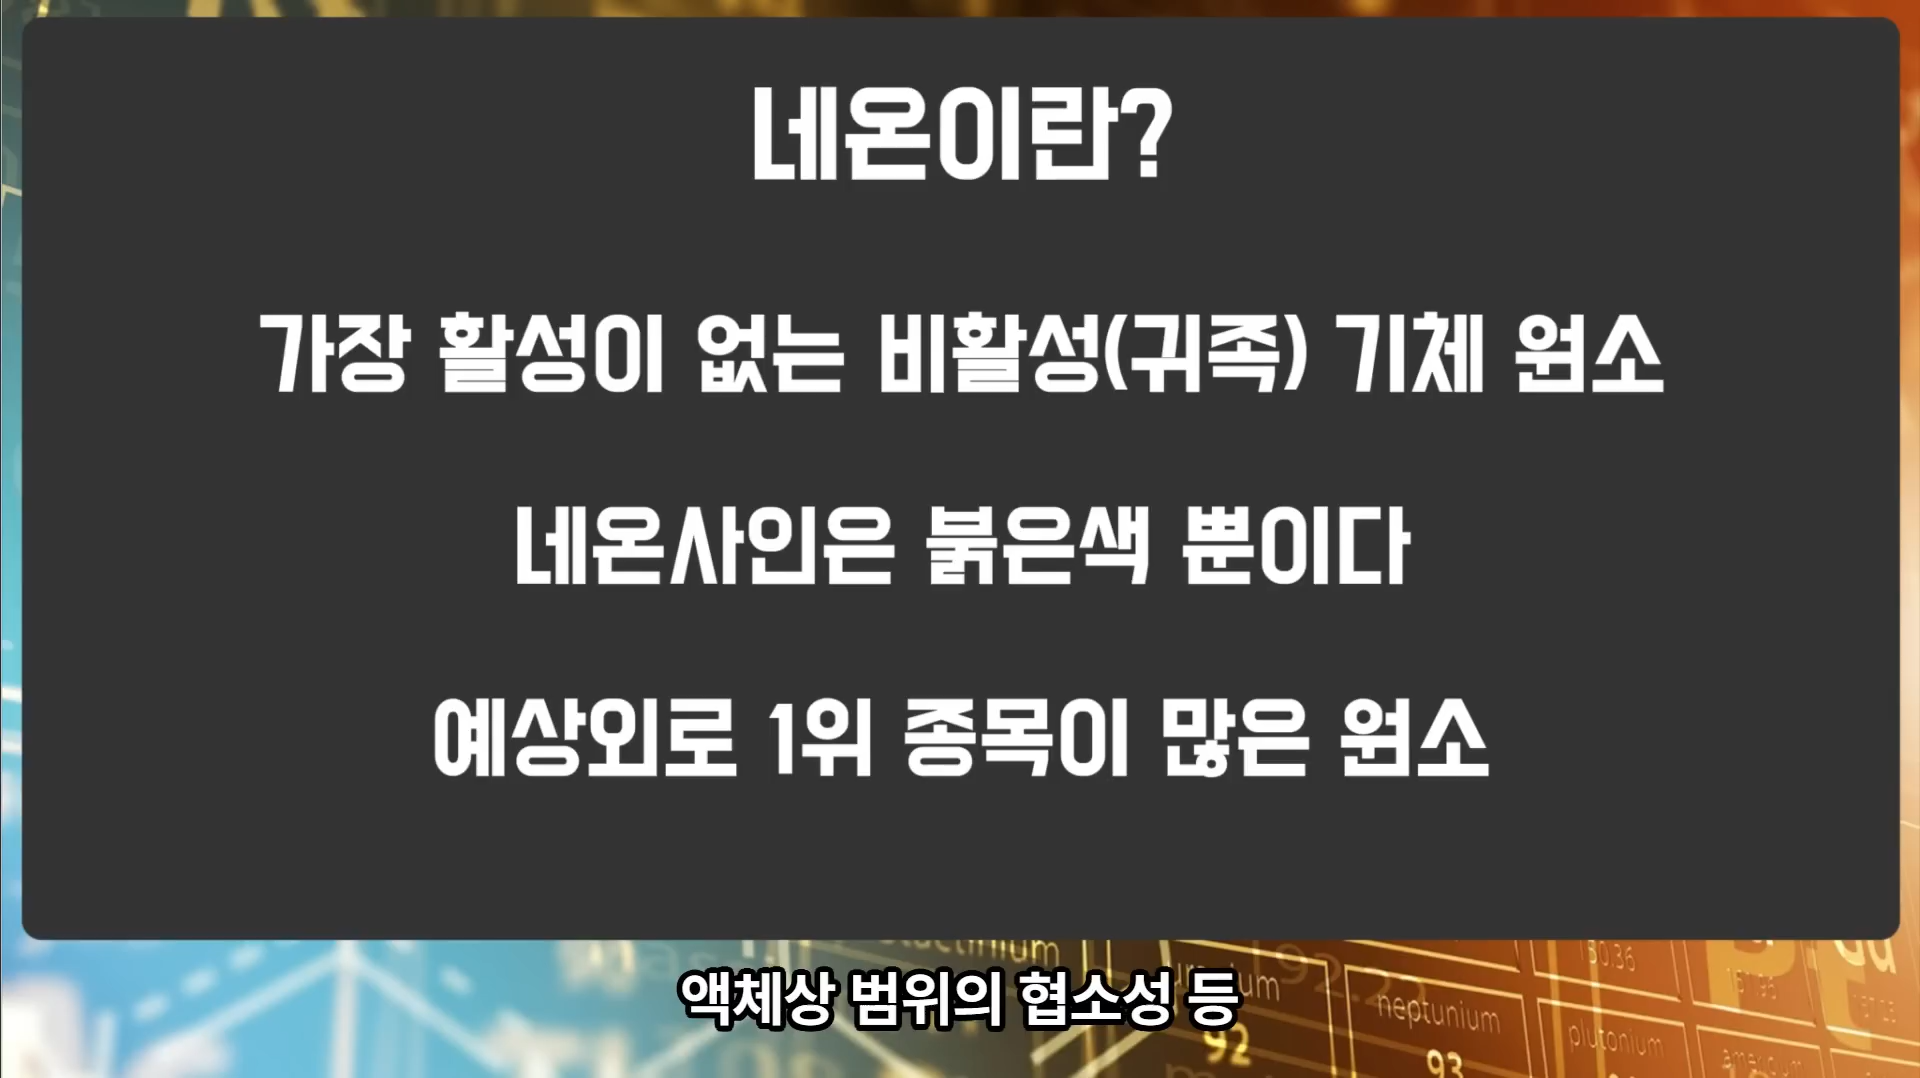 네온이란?
가장 활성이 없는 비활성(귀족) 기체 원소
네온사인은 붉은색 뿐이다
예상외로 1위 종목이 많은 원소
액체상 범위의 협소성 등
neptunium
plutonium
92
93
150.36